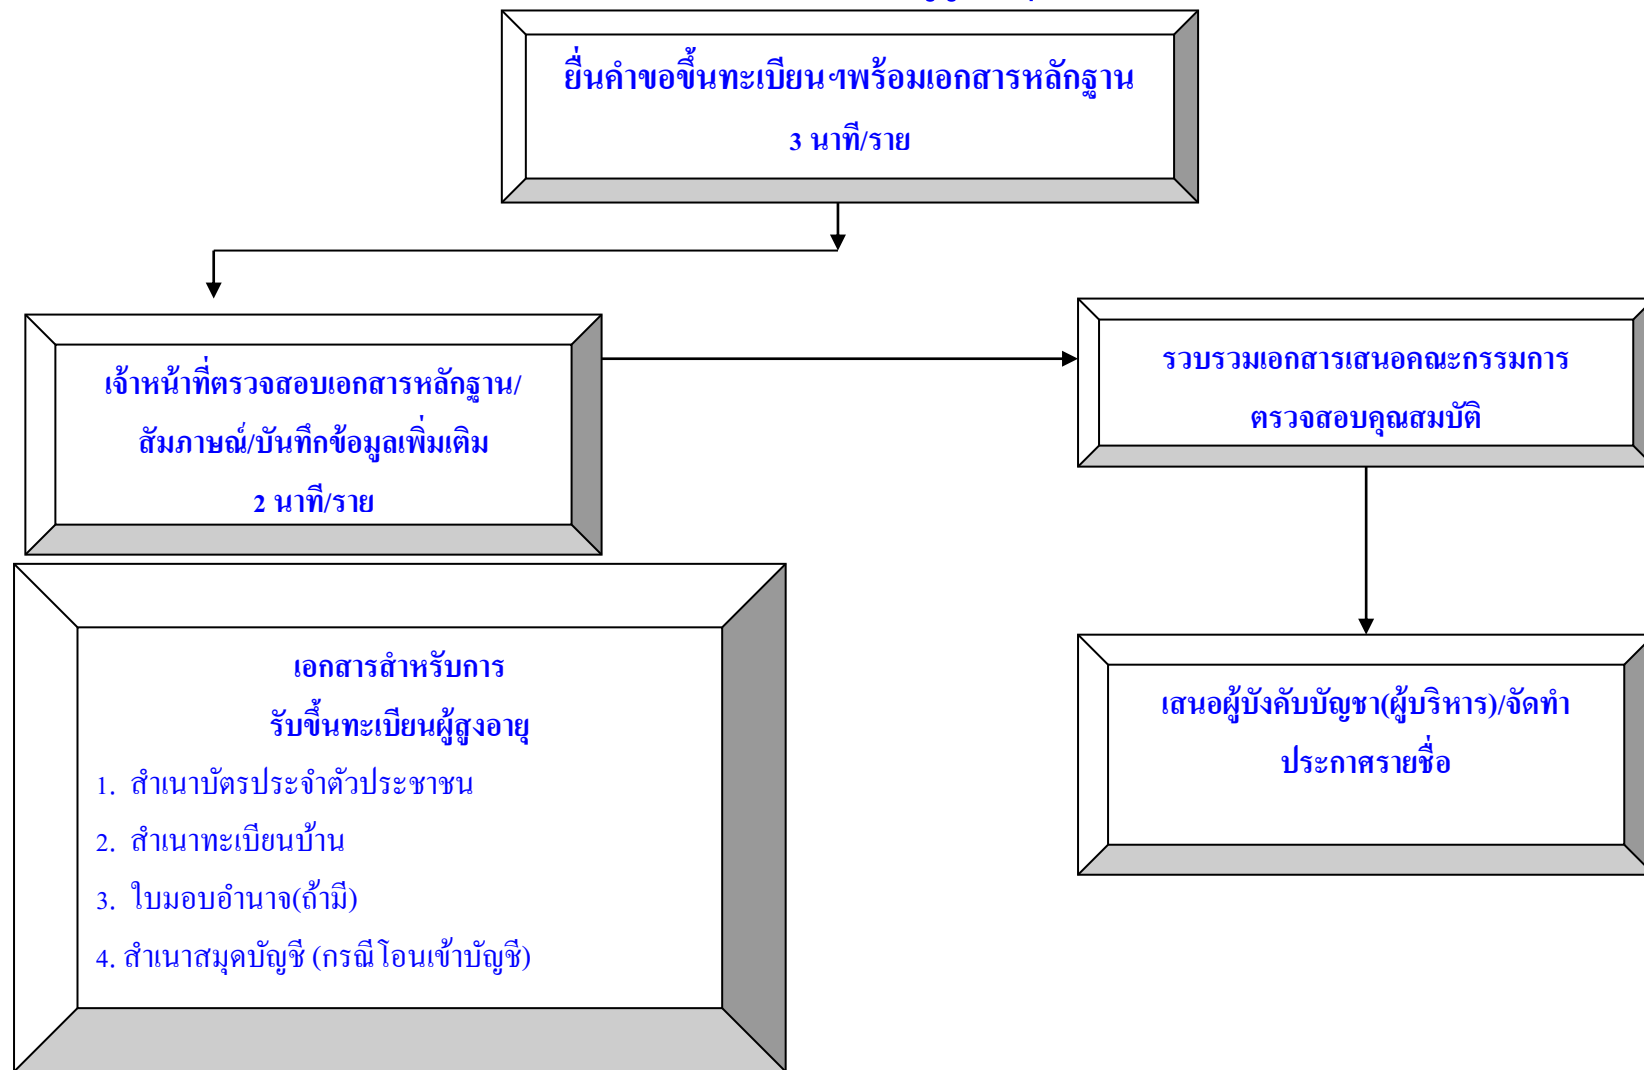 ยื่นคำขอขึ้นทะเบียนฯพร้อมเอกสารหลักฐาน
3 นาที/ราย
เจ้าหน้าที่ตรวจสอบเอกสารหลักฐาน/
สัมภาษณ์/บันทึกข้อมูลเพิ่มเติม
2 นาที/ราย
รวบรวมเอกสารเสนอคณะกรรมการ
ตรวจสอบคุณสมบัติ
เอกสารสำหรับการ
รับขึ้นทะเบียนผู้สูงอายุ
1. สำเนาบัตรประจำตัวประชาชน
2. สำเนาทะเบียนบ้าน
3. ใบมอบอำนาจ(ถ้ามี)
4. สำเนาสมุดบัญชี (กรณีโอนเข้าบัญชี)
เสนอผู้บังคับบัญชา(ผู้บริหาร)/จัดทำ
ประกาศรายชื่อ